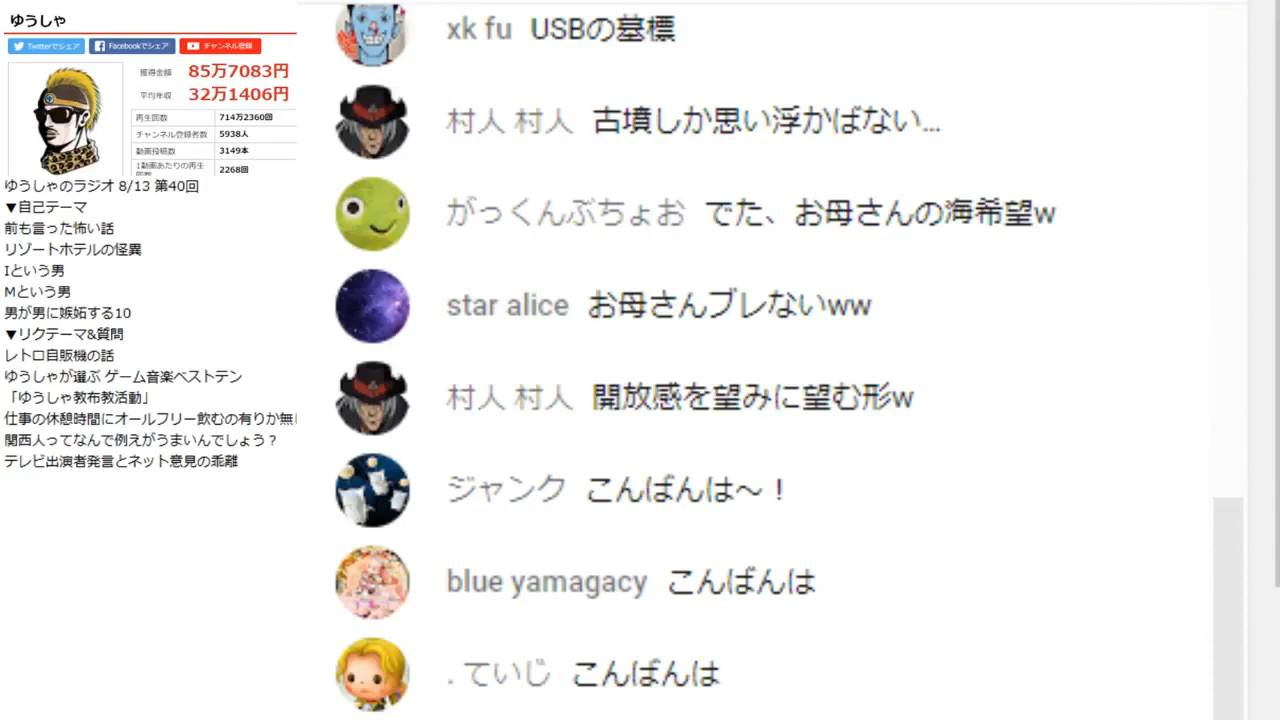 ゆうしゃ
Twitterでシェア
Facebookでシェア
チャンネル登録
獲得金額 85万7083円
平均年収 32万1406円
再生回数 714万2360回
チャンネル登録者数 5938人
動画投稿数 3149本
1動画あたりの再生 2268回
ゆうしゃのラジオ 8/13 第40回
▼自己テーマ
前も言った怖い話
リゾートホテルの怪異
Iという男
Mという男
男が男に嫉妬する10
▼リクテーマ&質問
レトロ自販機の話
ゆうしゃが選ぶ ゲーム音楽ベストテン
「ゆうしゃ教布教活動」
仕事の休憩時間にオールフリー飲むの有りか無
関西人ってなんで例えがうまいんでしょう？
テレビ出演者発言とネット意見の乖離
xk fu USBの墓標
村人 村人 古墳しか思い浮かばない...
がっくんぶちょお でた、お母さんの海希望w
star alice お母さんブレないww
村人 村人 開放感を望みに望む形w
ジャンク こんばんは〜！
blue yamagacy こんばんは
. ていじ こんばんは